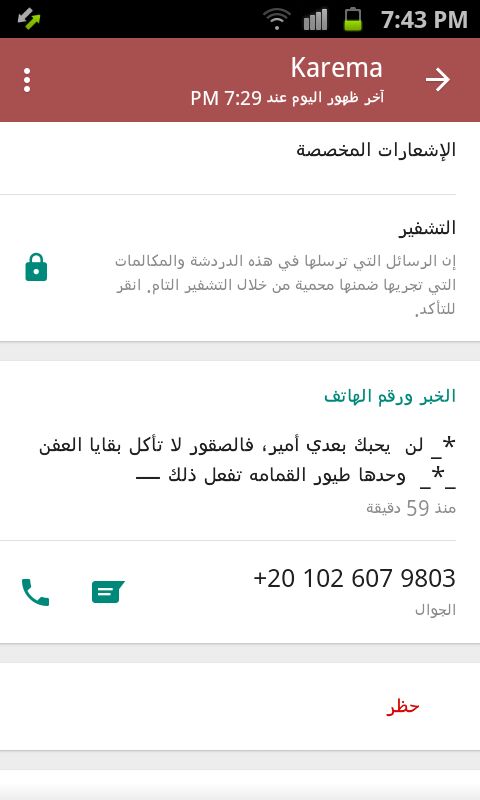 7:43 PM
Karema
آخر ظهور اليوم عند 7:29 PM
الإشعارات المخصصة
التشفير
إن الرسائل التي ترسلها في هذه الدردشة والمكالمات
التي تجريها ضمنها محمية من خلال التشفير التام. انقر
للتأكد.
الخبر ورقم الهاتف
*_ لن يحبك بعدي أمير، فالصقور لا تأكل بقايا العفن
_*_ وحدها طيور القمامه تفعل ذلك —
منذ 59 دقيقة
+20 102 607 9803
الجوال
حظر